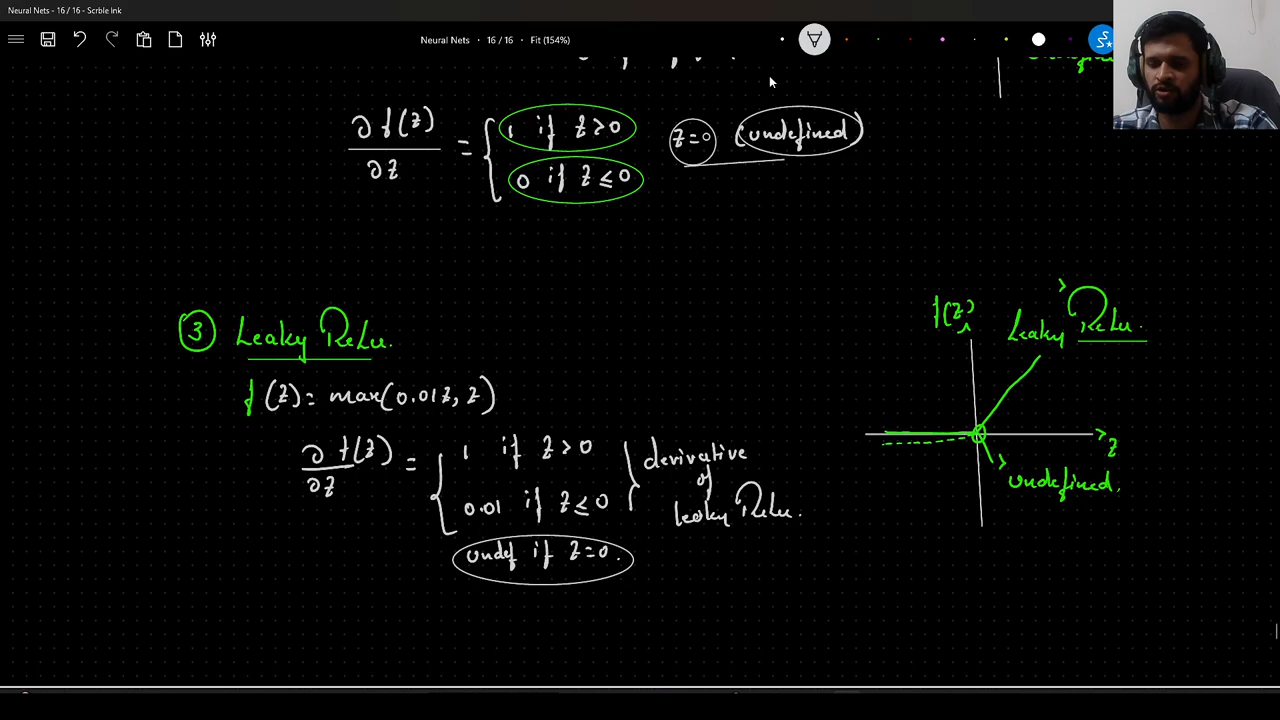 Neural Nets - 16 / 16 - Scrble Ink
Neural Nets • 16 / 16 • Fit (154%)
∂f(z)
∂z
=
1 if z>0
0 if z≤0
z=0 (undefined)
③ Leaky ReLu.
f(z)= max(0.01z, z)
∂f(z)
∂z
=
1 if z>0
0.01 if z≤0
undef if z=0.
derivative
of
leaky ReLu.
f(z)
Leaky ReLu.
z
undefined.